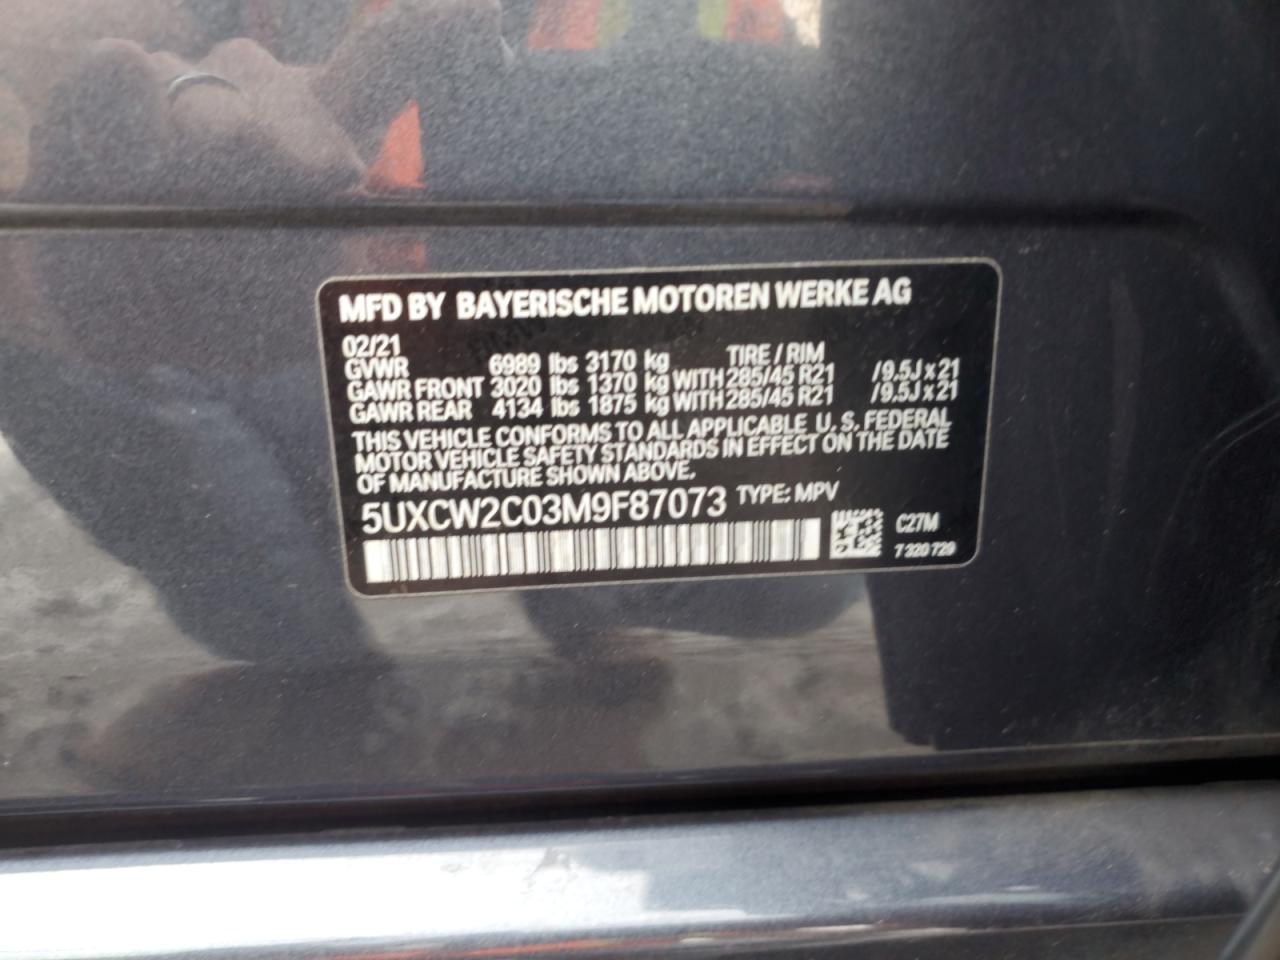 MFD BY BAYERISCHE MOTOREN WERKE AG
02/21
GVWR 6989 lbs 3170 kg TIRE / RIM
GAWR FRONT 3020 lbs 1370 kg WITH 285/45 R21 /9.5J x 21
GAWR REAR 4134 lbs 1875 kg WITH 285/45 R21 /9.5J x 21
THIS VEHICLE CONFORMS TO ALL APPLICABLE U.S. FEDERAL
MOTOR VEHICLE SAFETY STANDARDS IN EFFECT ON THE DATE
OF MANUFACTURE SHOWN ABOVE.
5UXCW2C03M9F87073 TYPE: MPV
C27M
7 320 729